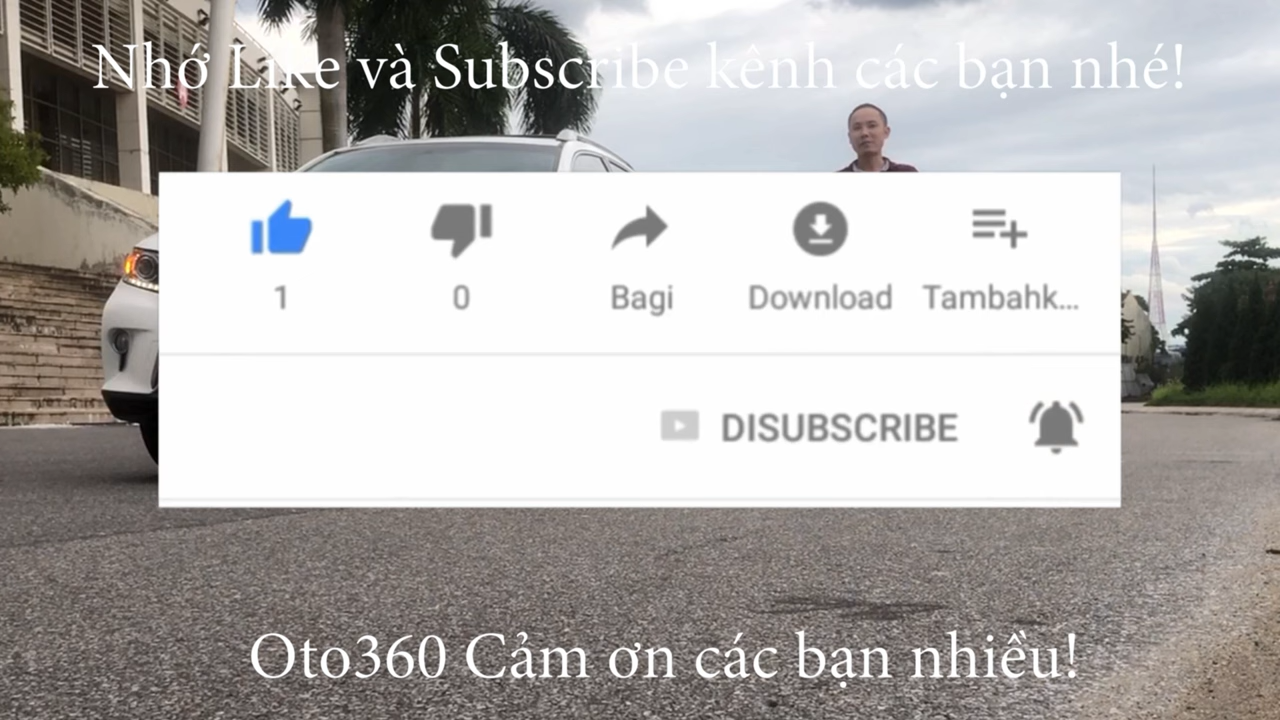 Nhớ Like và Subscribe kênh các bạn nhé!
1 0 Bagi Download Tambahk...
DISUBSCRIBE
Oto360 Cảm ơn các bạn nhiều!